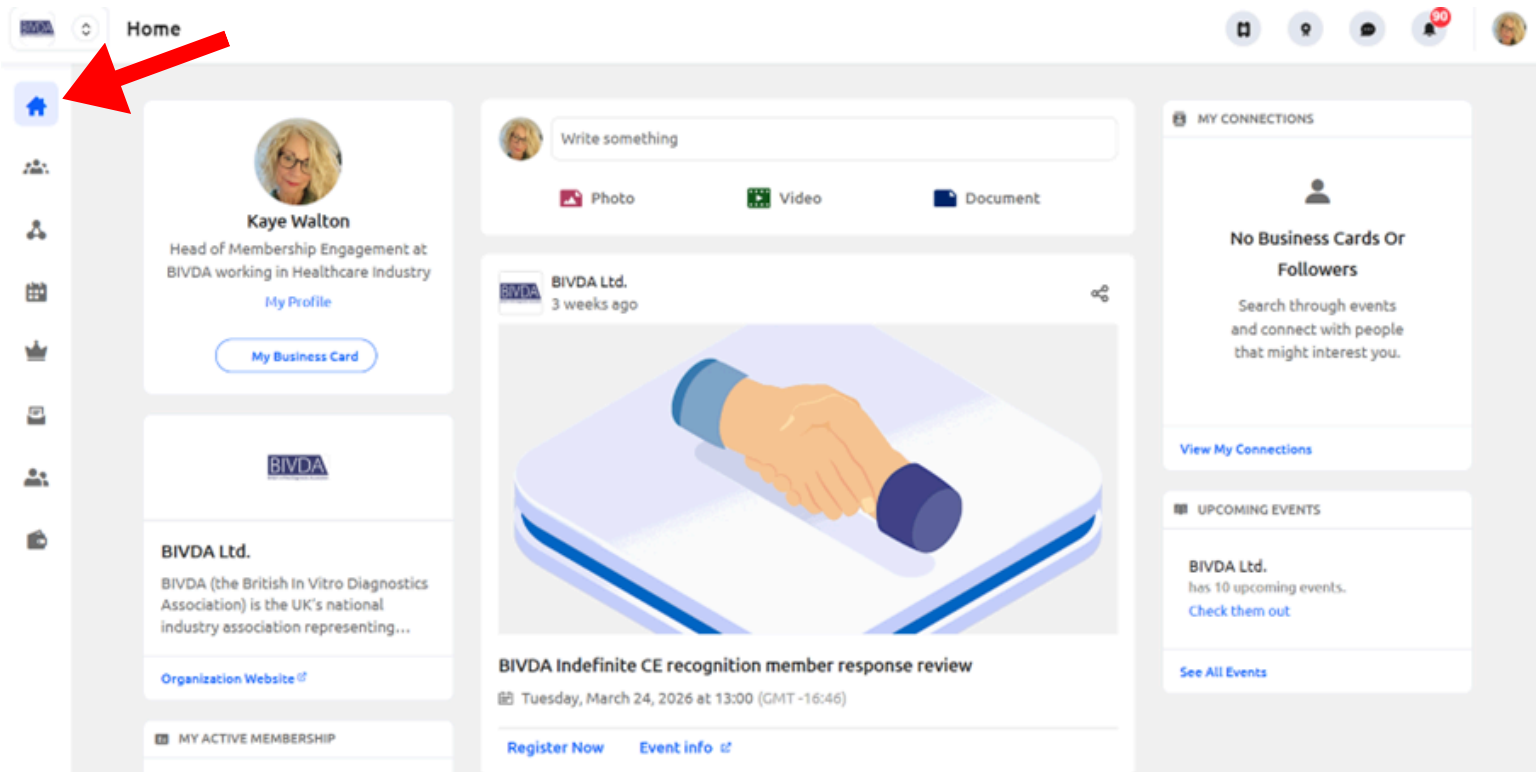 BIVDA
Home
90
Kaye Walton
Head of Membership Engagement at
BIVDA working in Healthcare Industry
My Profile
My Business Card
BIVDA
BIVDA Ltd.
BIVDA (the British In Vitro Diagnostics
Association) is the UK's national
industry association representing...
Organization Website
MY ACTIVE MEMBERSHIP
Write something
Photo
Video
Document
BIVDA
BIVDA Ltd.
3 weeks ago
BIVDA Indefinite CE recognition member response review
Tuesday, March 24, 2026 at 13:00 (GMT -16:46)
Register Now
Event info
MY CONNECTIONS
No Business Cards Or
Followers
Search through events
and connect with people
that might interest you.
View My Connections
UPCOMING EVENTS
BIVDA Ltd.
has 10 upcoming events.
Check them out
See All Events